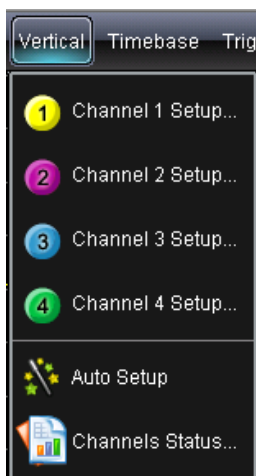 Vertical Timebase Trig
1 Channel 1 Setup...
2 Channel 2 Setup...
3 Channel 3 Setup...
4 Channel 4 Setup...
Auto Setup
Channels Status...